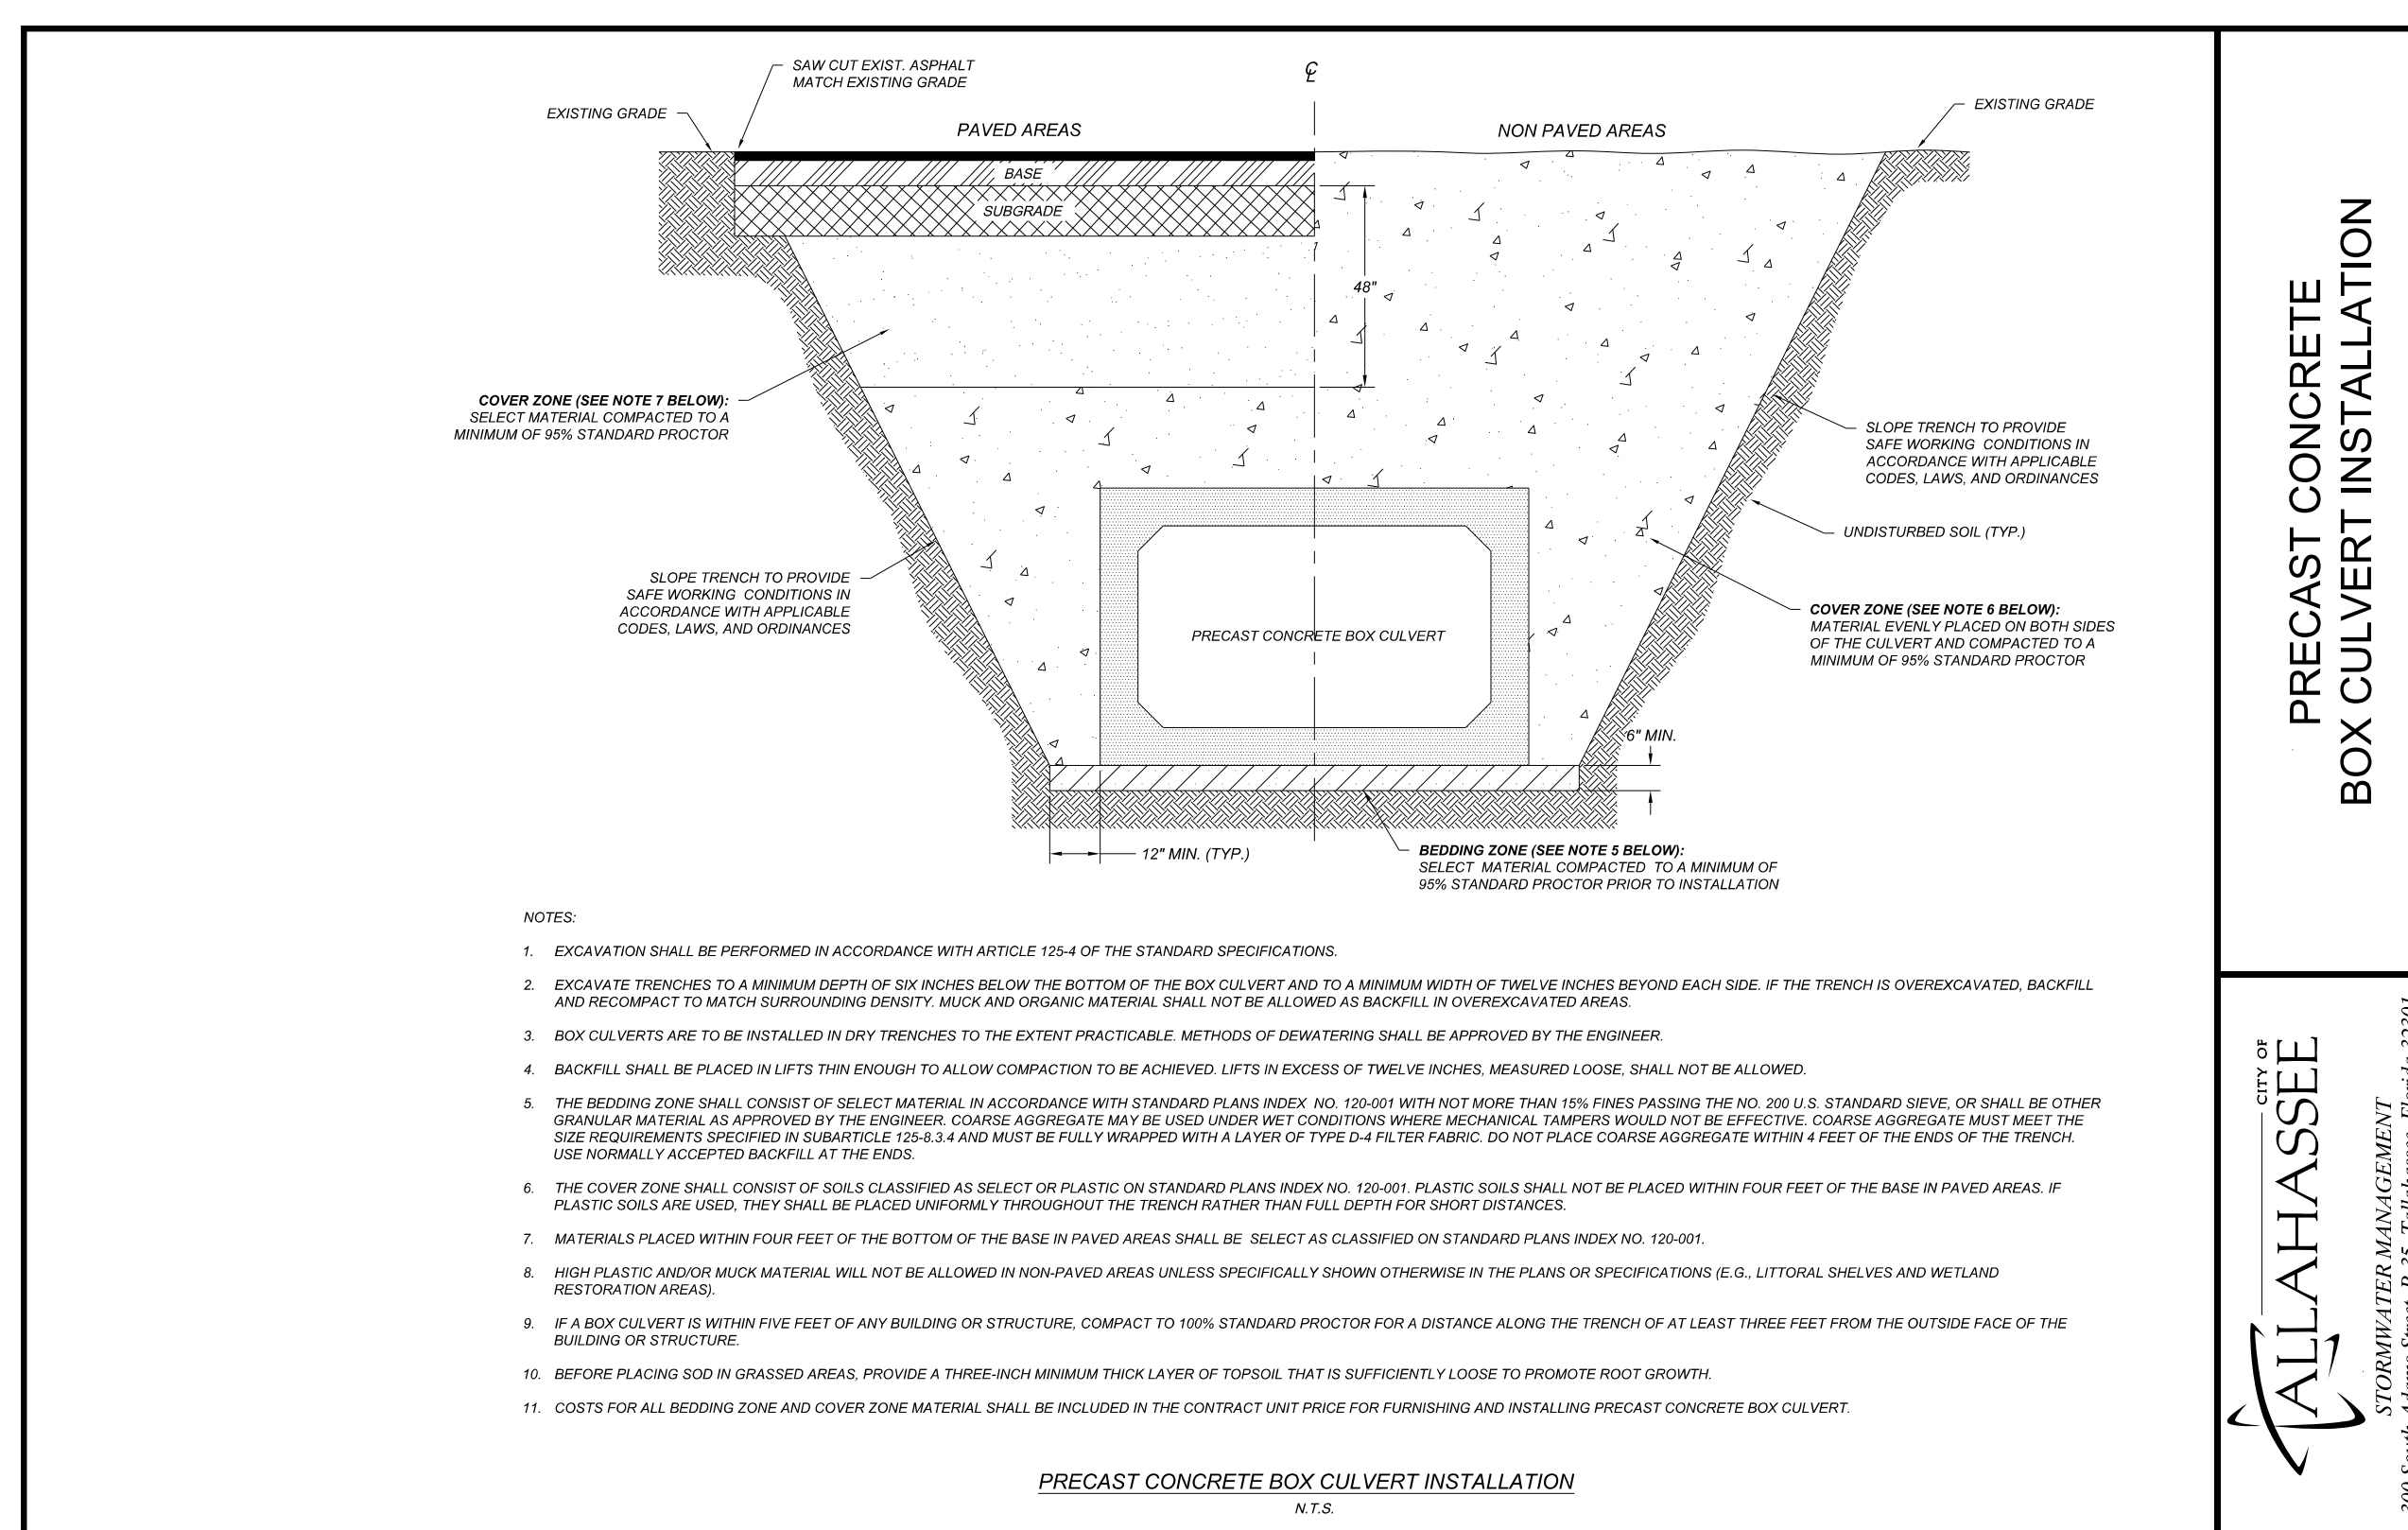 SAW CUT EXIST. ASPHALT
MATCH EXISTING GRADE
EXISTING GRADE
℄
EXISTING GRADE
PAVED AREAS
NON PAVED AREAS
BASE
SUBGRADE
48"
COVER ZONE (SEE NOTE 7 BELOW):
SELECT MATERIAL COMPACTED TO A
MINIMUM OF 95% STANDARD PROCTOR
SLOPE TRENCH TO PROVIDE
SAFE WORKING CONDITIONS IN
ACCORDANCE WITH APPLICABLE
CODES, LAWS, AND ORDINANCES
UNDISTURBED SOIL (TYP.)
SLOPE TRENCH TO PROVIDE
SAFE WORKING CONDITIONS IN
ACCORDANCE WITH APPLICABLE
CODES, LAWS, AND ORDINANCES
PRECAST CONCRETE BOX CULVERT
COVER ZONE (SEE NOTE 6 BELOW):
MATERIAL EVENLY PLACED ON BOTH SIDES
OF THE CULVERT AND COMPACTED TO A
MINIMUM OF 95% STANDARD PROCTOR
6" MIN.
12" MIN. (TYP.)
BEDDING ZONE (SEE NOTE 5 BELOW):
SELECT MATERIAL COMPACTED TO A MINIMUM OF
95% STANDARD PROCTOR PRIOR TO INSTALLATION
NOTES:
1. EXCAVATION SHALL BE PERFORMED IN ACCORDANCE WITH ARTICLE 125-4 OF THE STANDARD SPECIFICATIONS.
2. EXCAVATE TRENCHES TO A MINIMUM DEPTH OF SIX INCHES BELOW THE BOTTOM OF THE BOX CULVERT AND TO A MINIMUM WIDTH OF TWELVE INCHES BEYOND EACH SIDE. IF THE TRENCH IS OVEREXCAVATED, BACKFILL
AND RECOMPACT TO MATCH SURROUNDING DENSITY. MUCK AND ORGANIC MATERIAL SHALL NOT BE ALLOWED AS BACKFILL IN OVEREXCAVATED AREAS.
3. BOX CULVERTS ARE TO BE INSTALLED IN DRY TRENCHES TO THE EXTENT PRACTICABLE. METHODS OF DEWATERING SHALL BE APPROVED BY THE ENGINEER.
4. BACKFILL SHALL BE PLACED IN LIFTS THIN ENOUGH TO ALLOW COMPACTION TO BE ACHIEVED. LIFTS IN EXCESS OF TWELVE INCHES, MEASURED LOOSE, SHALL NOT BE ALLOWED.
5. THE BEDDING ZONE SHALL CONSIST OF SELECT MATERIAL IN ACCORDANCE WITH STANDARD PLANS INDEX NO. 120-001 WITH NOT MORE THAN 15% FINES PASSING THE NO. 200 U.S. STANDARD SIEVE, OR SHALL BE OTHER
GRANULAR MATERIAL AS APPROVED BY THE ENGINEER. COARSE AGGREGATE MAY BE USED UNDER WET CONDITIONS WHERE MECHANICAL TAMPERS WOULD NOT BE EFFECTIVE. COARSE AGGREGATE MUST MEET THE
SIZE REQUIREMENTS SPECIFIED IN SUBARTICLE 125-8.3.4 AND MUST BE FULLY WRAPPED WITH A LAYER OF TYPE D-4 FILTER FABRIC. DO NOT PLACE COARSE AGGREGATE WITHIN 4 FEET OF THE ENDS OF THE TRENCH.
USE NORMALLY ACCEPTED BACKFILL AT THE ENDS.
6. THE COVER ZONE SHALL CONSIST OF SOILS CLASSIFIED AS SELECT OR PLASTIC ON STANDARD PLANS INDEX NO. 120-001. PLASTIC SOILS SHALL NOT BE PLACED WITHIN FOUR FEET OF THE BASE IN PAVED AREAS. IF
PLASTIC SOILS ARE USED, THEY SHALL BE PLACED UNIFORMLY THROUGHOUT THE TRENCH RATHER THAN FULL DEPTH FOR SHORT DISTANCES.
7. MATERIALS PLACED WITHIN FOUR FEET OF THE BOTTOM OF THE BASE IN PAVED AREAS SHALL BE SELECT AS CLASSIFIED ON STANDARD PLANS INDEX NO. 120-001.
8. HIGH PLASTIC AND/OR MUCK MATERIAL WILL NOT BE ALLOWED IN NON-PAVED AREAS UNLESS SPECIFICALLY SHOWN OTHERWISE IN THE PLANS OR SPECIFICATIONS (E.G., LITTORAL SHELVES AND WETLAND
RESTORATION AREAS).
9. IF A BOX CULVERT IS WITHIN FIVE FEET OF ANY BUILDING OR STRUCTURE, COMPACT TO 100% STANDARD PROCTOR FOR A DISTANCE ALONG THE TRENCH OF AT LEAST THREE FEET FROM THE OUTSIDE FACE OF THE
BUILDING OR STRUCTURE.
10. BEFORE PLACING SOD IN GRASSED AREAS, PROVIDE A THREE-INCH MINIMUM THICK LAYER OF TOPSOIL THAT IS SUFFICIENTLY LOOSE TO PROMOTE ROOT GROWTH.
11. COSTS FOR ALL BEDDING ZONE AND COVER ZONE MATERIAL SHALL BE INCLUDED IN THE CONTRACT UNIT PRICE FOR FURNISHING AND INSTALLING PRECAST CONCRETE BOX CULVERT.
PRECAST CONCRETE BOX CULVERT INSTALLATION
N.T.S.
PRECAST CONCRETE
BOX CULVERT INSTALLATION
CITY OF
TALLAHASSEE
STORMWATER MANAGEMENT